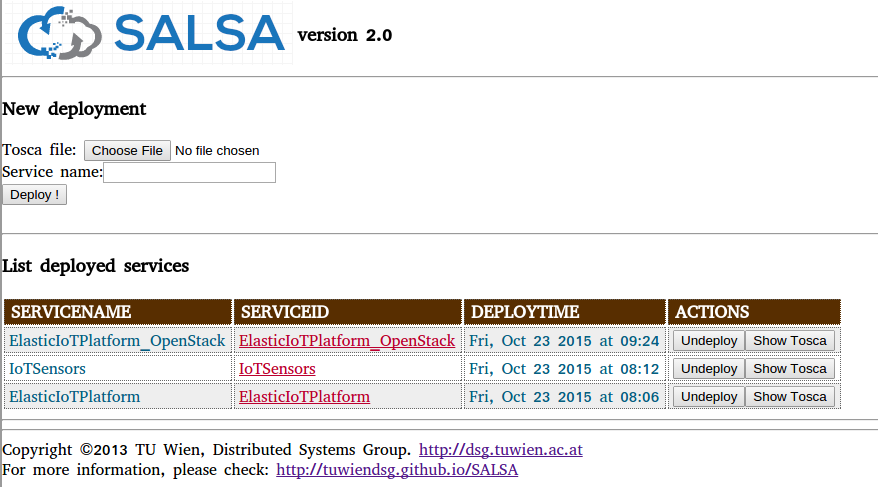 SALSA version 2.0
New deployment
Tosca file: Choose File No file chosen
Service name:
Deploy !
List deployed services
SERVICENAME SERVICEID DEPLOYTIME ACTIONS
ElasticIoTPlatform_OpenStack ElasticIoTPlatform_OpenStack Fri, Oct 23 2015 at 09:24 Undeploy Show Tosca
IoTSensors IoTSensors Fri, Oct 23 2015 at 08:12 Undeploy Show Tosca
ElasticIoTPlatform ElasticIoTPlatform Fri, Oct 23 2015 at 08:06 Undeploy Show Tosca
Copyright ©2013 TU Wien, Distributed Systems Group. http://dsg.tuwien.ac.at
For more information, please check: http://tuwiendsg.github.io/SALSA